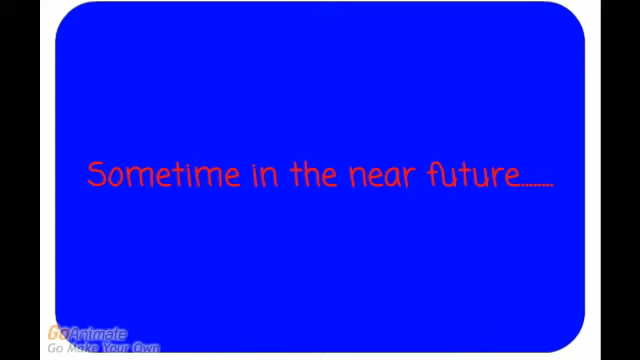 Sometime in the near future........
GoAnimate
Go Make Your Own